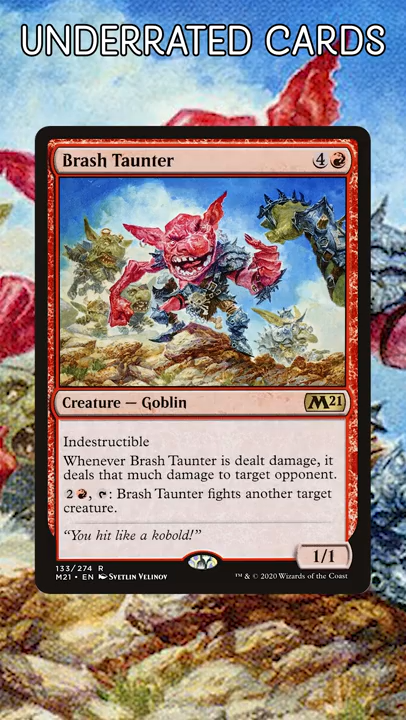 UNDERRATED CARDS
Brash Taunter 4
Creature — Goblin M21
Indestructible
Whenever Brash Taunter is dealt damage, it
deals that much damage to target opponent.
2 , : Brash Taunter fights another target
creature.
“You hit like a kobold!”
1/1
133/274 R
M21 • EN Svetlin Velinov ™ & © 2020 Wizards of the Coast